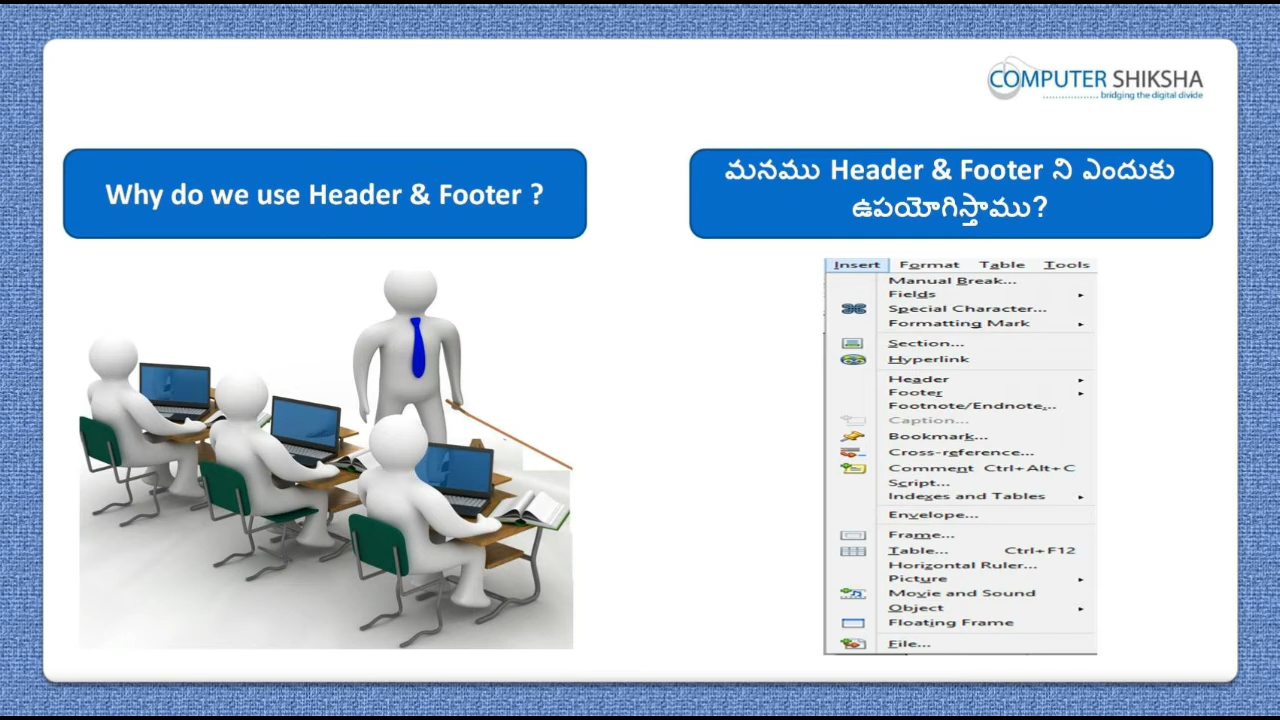 COMPUTER SHIKSHA
bridging the digital divide
Why do we use Header & Footer ?
మనము Header & Footer ని ఎందుకు
ఉపయోగిస్తాము?
Insert Format Table Tools
Manual Break...
Fields
Special Character...
Formatting Mark
Section...
Hyperlink
Header
Footer
Footnote/Endnote...
Caption...
Bookmark...
Cross-reference...
Comment Ctrl+Alt+C
Script...
Indexes and Tables
Envelope...
Frame...
Table... Ctrl+F12
Horizontal Ruler...
Picture
Movie and Sound
Object
Floating Frame
File...